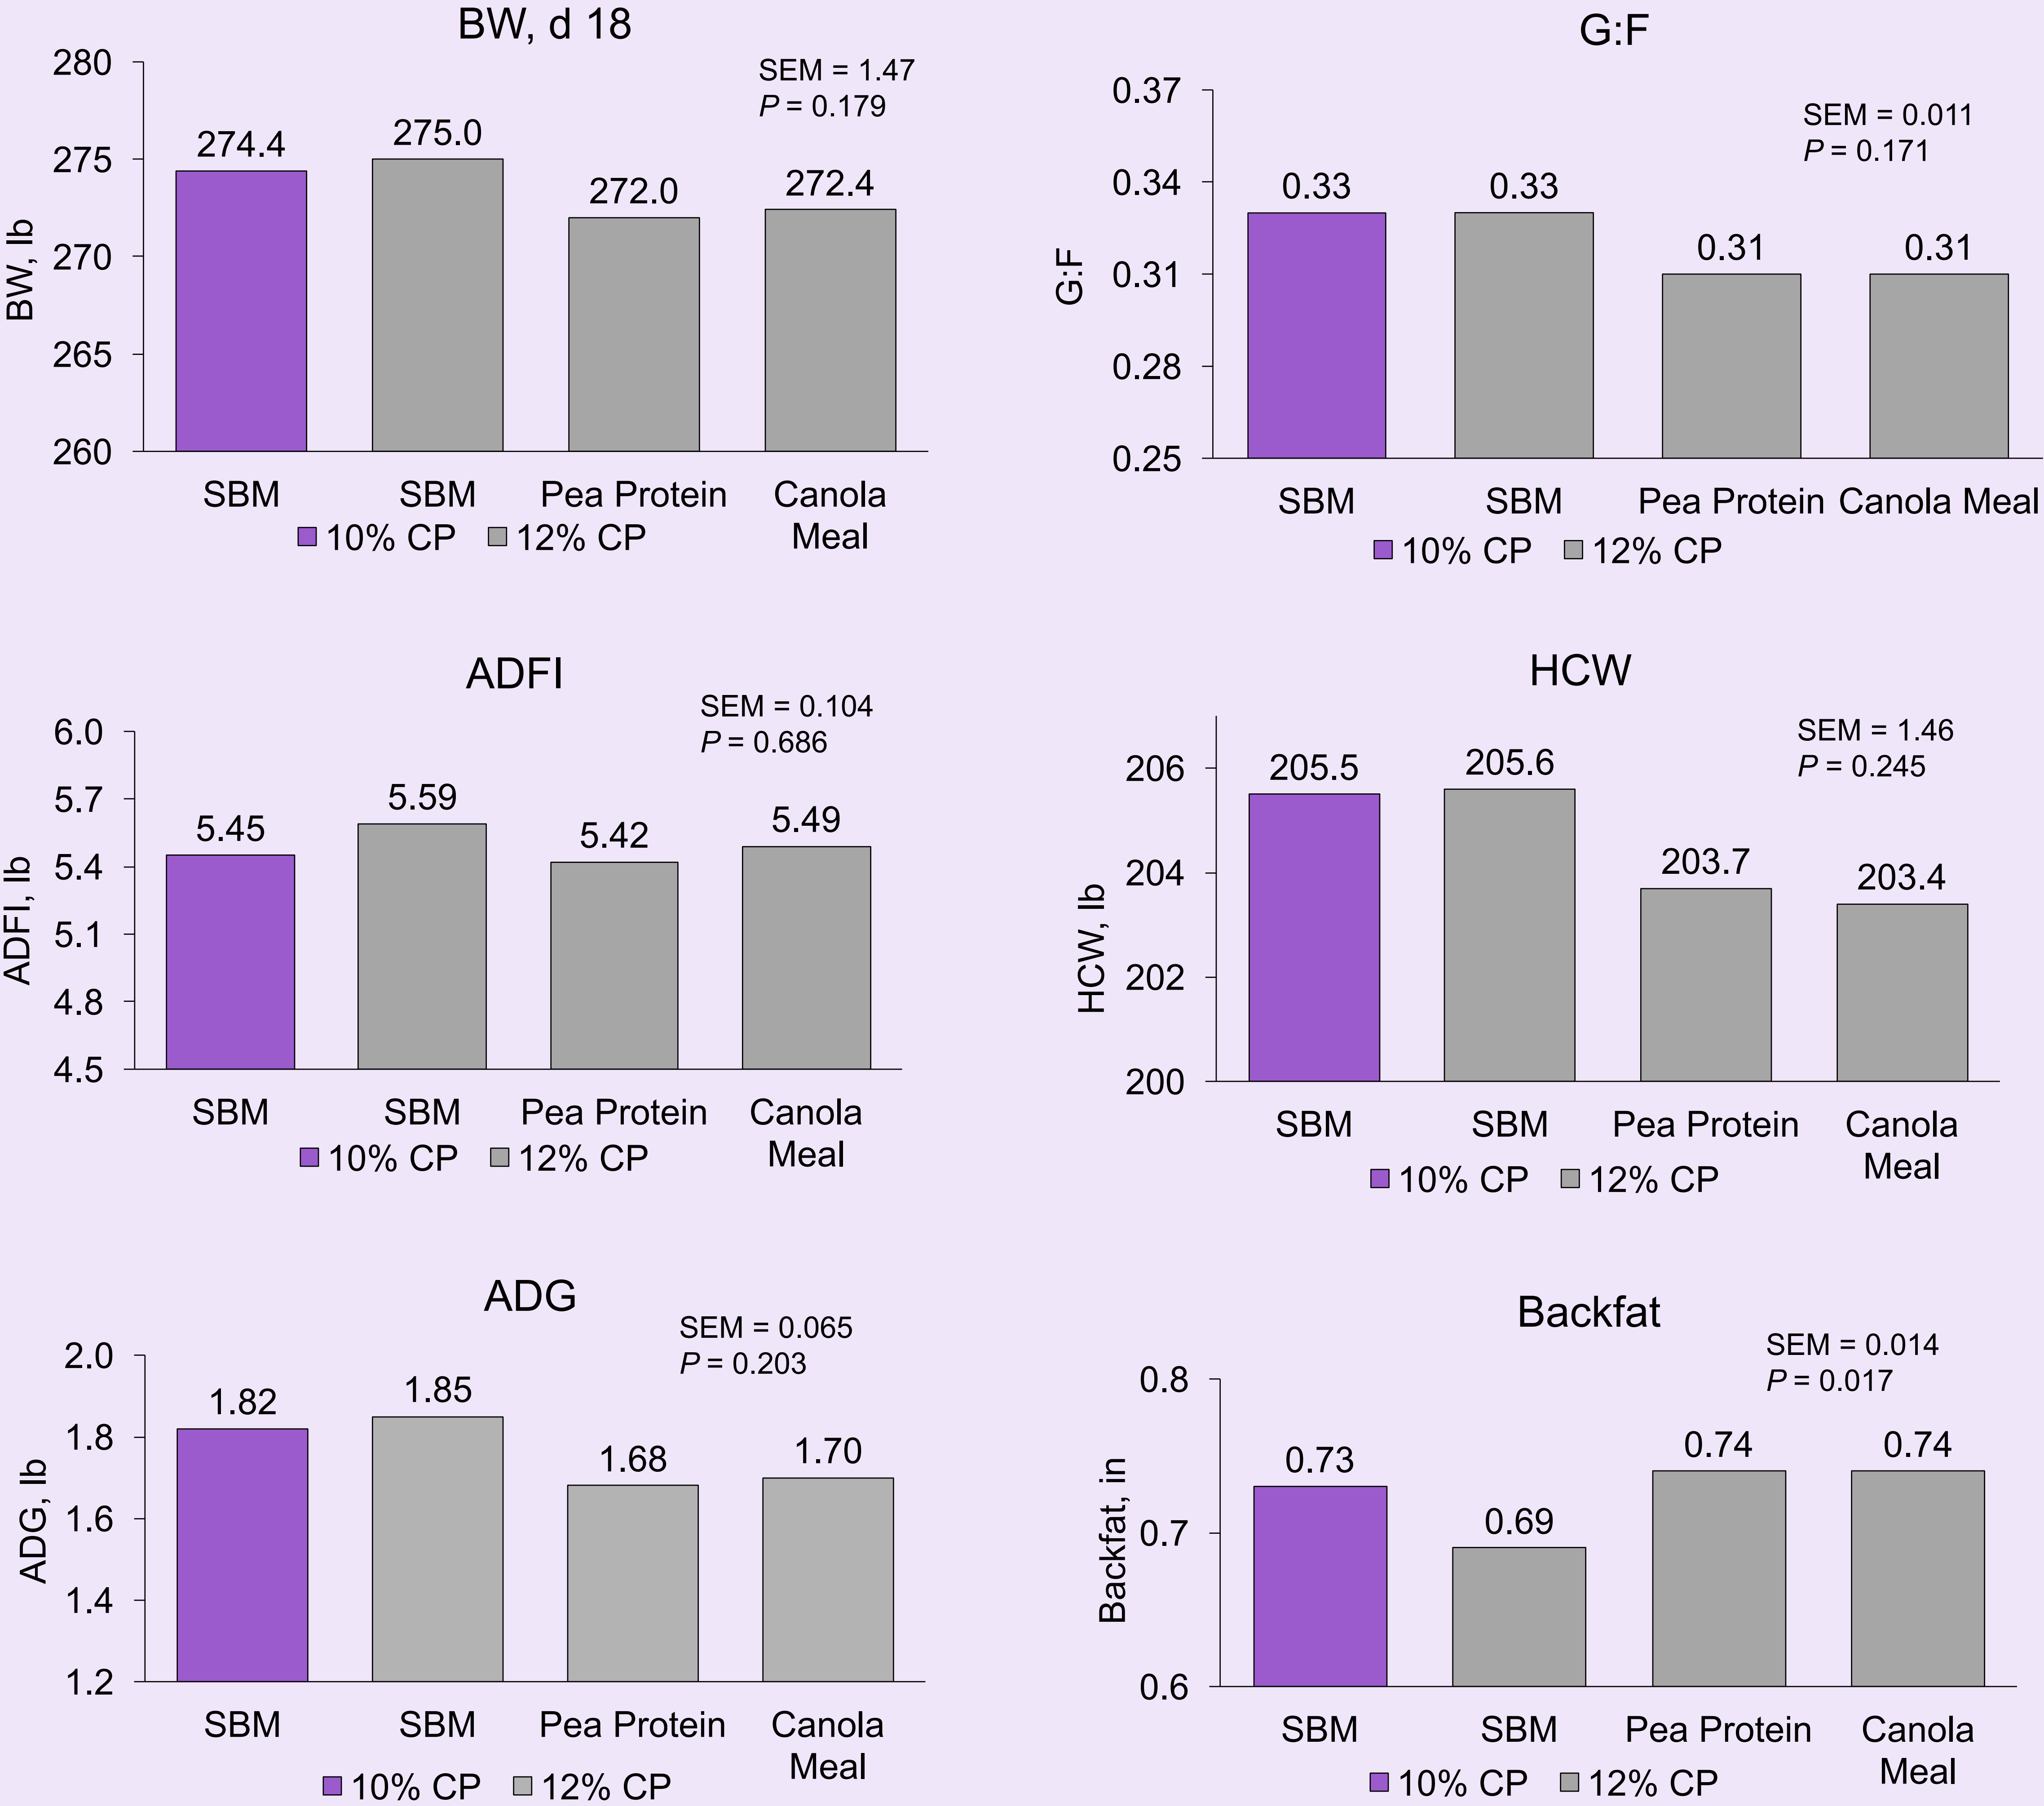 BW, d 18
SEM = 1.47
P = 0.179
BW, lb
280
275
270
265
260
274.4
275.0
272.0
272.4
SBM
SBM
Pea Protein
Canola
Meal
10% CP
12% CP
G:F
SEM = 0.011
P = 0.171
G:F
0.37
0.34
0.31
0.28
0.25
0.33
0.33
0.31
0.31
SBM
SBM
Pea Protein
Canola Meal
10% CP
12% CP
ADFI
SEM = 0.104
P = 0.686
ADFI, lb
6.0
5.7
5.4
5.1
4.8
4.5
5.45
5.59
5.42
5.49
SBM
SBM
Pea Protein
Canola
Meal
10% CP
12% CP
HCW
SEM = 1.46
P = 0.245
HCW, lb
206
204
202
200
205.5
205.6
203.7
203.4
SBM
SBM
Pea Protein
Canola
Meal
10% CP
12% CP
ADG
SEM = 0.065
P = 0.203
ADG, lb
2.0
1.8
1.6
1.4
1.2
1.82
1.85
1.68
1.70
SBM
SBM
Pea Protein
Canola
Meal
10% CP
12% CP
Backfat
SEM = 0.014
P = 0.017
Backfat, in
0.8
0.7
0.6
0.73
0.69
0.74
0.74
SBM
SBM
Pea Protein
Canola
Meal
10% CP
12% CP